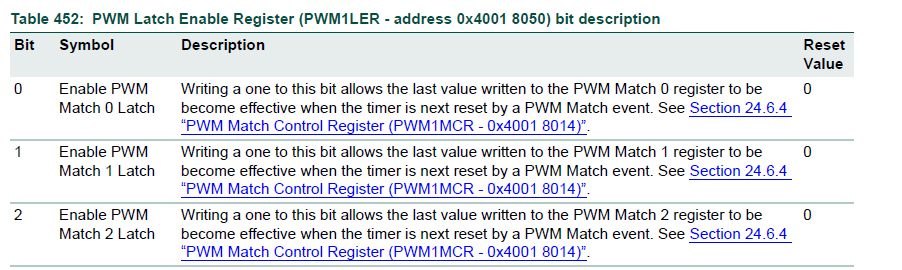 Table 452: PWM Latch Enable Register (PWM1LER - address 0x4001 8050) bit description
Bit Symbol Description Reset
Value
0 Enable PWM Writing a one to this bit allows the last value written to the PWM Match 0 register to be 0
Match 0 Latch become effective when the timer is next reset by a PWM Match event. See Section 24.6.4
“PWM Match Control Register (PWM1MCR - 0x4001 8014)”.
1 Enable PWM Writing a one to this bit allows the last value written to the PWM Match 1 register to be 0
Match 1 Latch become effective when the timer is next reset by a PWM Match event. See Section 24.6.4
“PWM Match Control Register (PWM1MCR - 0x4001 8014)”.
2 Enable PWM Writing a one to this bit allows the last value written to the PWM Match 2 register to be 0
Match 2 Latch become effective when the timer is next reset by a PWM Match event. See Section 24.6.4
“PWM Match Control Register (PWM1MCR - 0x4001 8014)”.